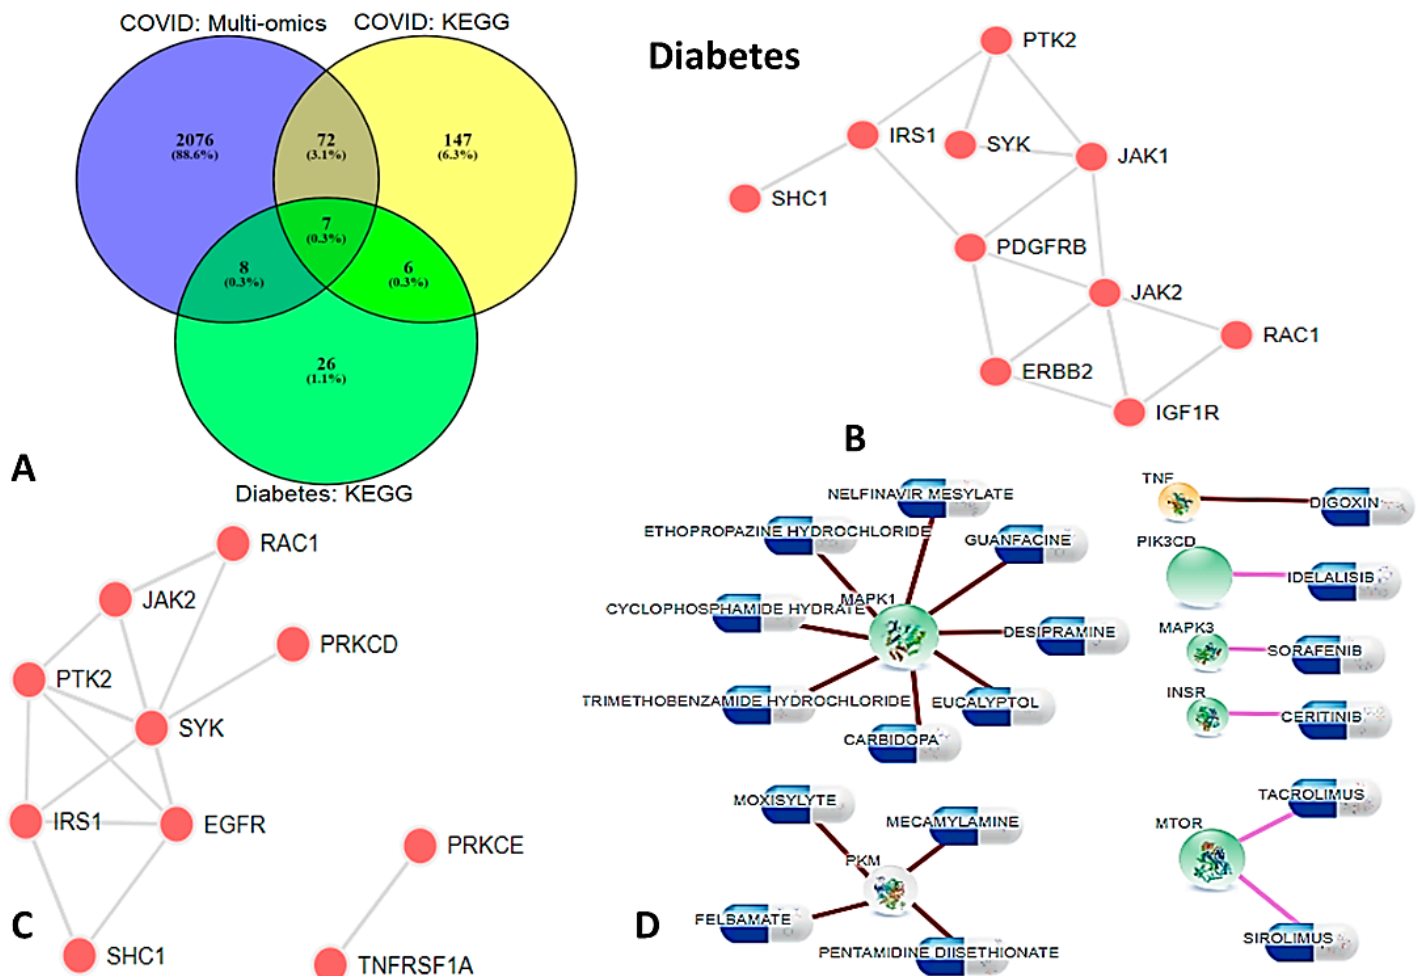 COVID: Multi-omics
COVID: KEGG
2076
(88.6%)
72
(3.1%)
147
(6.3%)
7
(0.3%)
8
(0.3%)
6
(0.3%)
26
(1.1%)
Diabetes: KEGG
A
Diabetes
PTK2
IRS1
SYK
JAK1
SHC1
PDGFRB
JAK2
RAC1
ERBB2
IGF1R
B
RAC1
JAK2
PRKCD
PTK2
SYK
IRS1
EGFR
PRKCE
SHC1
TNFRSF1A
C
NELFINAVIR MESYLATE
ETHOPROPAZINE HYDROCHLORIDE
GUANFACINE
CYCLOPHOSPHAMIDE HYDRATE
MAPK1
DESIPRAMINE
TRIMETHOBENZAMIDE HYDROCHLORIDE
EUCALYPTOL
CARBIDOPA
TNF
DIGOXIN
PIK3CD
IDELALISIB
MAPK3
SORAFENIB
INSR
CERITINIB
MOXISYLYTE
MECAMYLAMINE
PKM
FELBAMATE
PENTAMIDINE DIISETHIONATE
TACROLIMUS
MTOR
SIROLIMUS
D